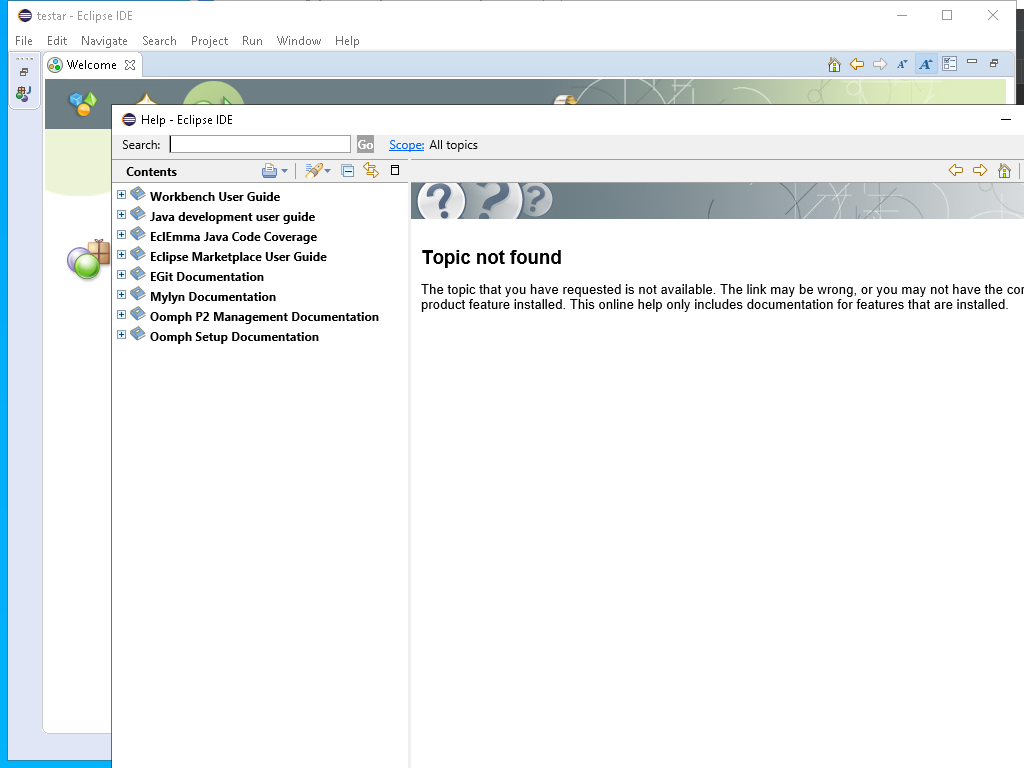 testar - Eclipse IDE
File Edit Navigate Search Project Run Window Help
Welcome
Help - Eclipse IDE
Search: Go Scope: All topics
Contents
Workbench User Guide
Java development user guide
EclEmma Java Code Coverage
Eclipse Marketplace User Guide
EGit Documentation
Mylyn Documentation
Oomph P2 Management Documentation
Oomph Setup Documentation
Topic not found
The topic that you have requested is not available. The link may be wrong, or you may not have the
product feature installed. This online help only includes documentation for features that are installed.